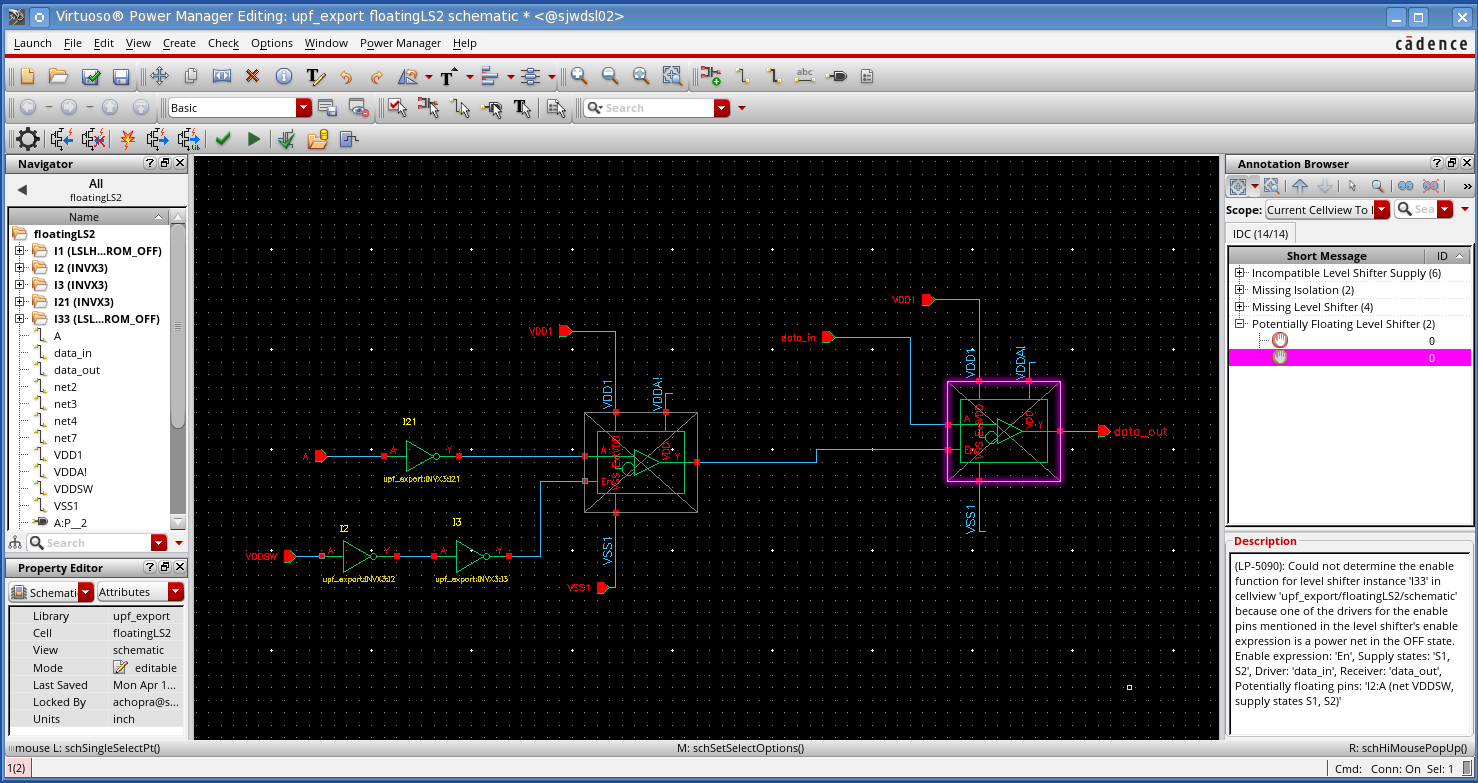 Virtuoso® Power Manager Editing: upf_export floatingLS2 schematic * <@sjwdsl02>
Launch File Edit View Create Check Options Window Power Manager Help
cādence
abc
Basic
Search
Navigator
All
floatingLS2
Name
floatingLS2
I1 (LSLH...ROM_OFF)
I2 (INVX3)
I3 (INVX3)
I21 (INVX3)
I33 (LSL...ROM_OFF)
A
data_in
data_out
net2
net3
net4
net7
VDD1
VDDA!
VDDSW
VSS1
A:P__2
Search
Property Editor
Schemati
Attributes
Library upf_export
Cell floatingLS2
View schematic
Mode editable
Last Saved Mon Apr 1...
Locked By achopra@s...
Units inch
VDD1
VDD1
data_in
VDD1
VDDA!
VDD1
VDDA!
I21
A
A
Y
upf_export:INVX3:I21
A
En
VDD
Y
A
En
VDD
Y
data_out
I2
I3
VDDSW
A
Y
A
Y
upf_export:INVX3:I2
upf_export:INVX3:I3
VSS1
VSS1
VSS1
Annotation Browser
Scope:
Current Cellview To
Sea
IDC (14/14)
Short Message
ID
Incompatible Level Shifter Supply (6)
Missing Isolation (2)
Missing Level Shifter (4)
Potentially Floating Level Shifter (2)
0
0
Description
(LP-5090): Could not determine the enable
function for level shifter instance 'I33' in
cellview 'upf_export/floatingLS2/schematic'
because one of the drivers for the enable
pins mentioned in the level shifter's enable
expression is a power net in the OFF state.
Enable expression: 'En', Supply states: 'S1,
S2', Driver: 'data_in', Receiver: 'data_out',
Potentially floating pins: 'I2:A (net VDDSW,
supply states S1, S2)'
mouse L: schSingleSelectPt()
M: schSetSelectOptions()
R: schHiMousePopUp()
1(2)
Cmd: Conn: On Sel: 1